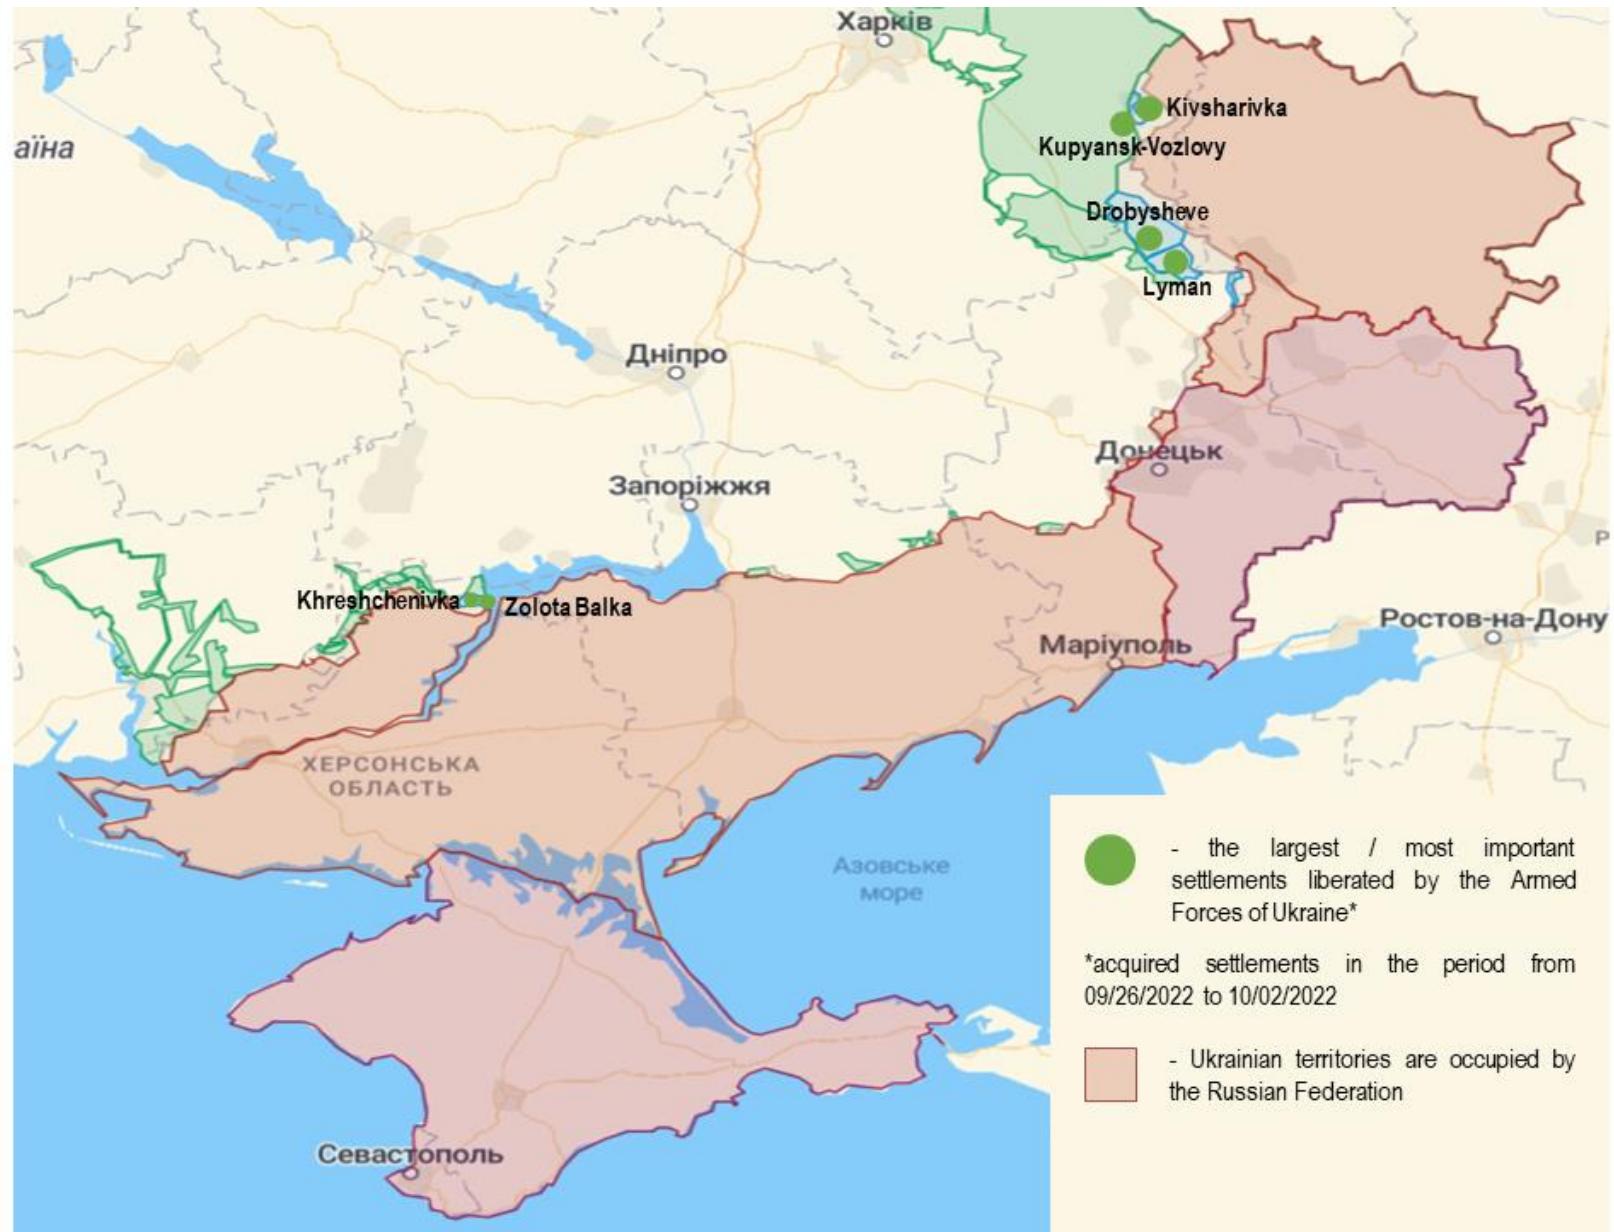 Харків
Kivsharivka
аїна
Kupyansk-Vozlovy
Drobysheve
Lyman
Дніпро
Донецьк
Запоріжжя
Р
Khreshchenivka
Zolota Balka
Ростов-на-Дону
Маріуполь
ХЕРСОНСЬКА
ОБЛАСТЬ
Азовське
море
- the largest / most important
settlements liberated by the Armed
Forces of Ukraine*
*acquired settlements in the period from
09/26/2022 to 10/02/2022
- Ukrainian territories are occupied by
the Russian Federation
Севастополь